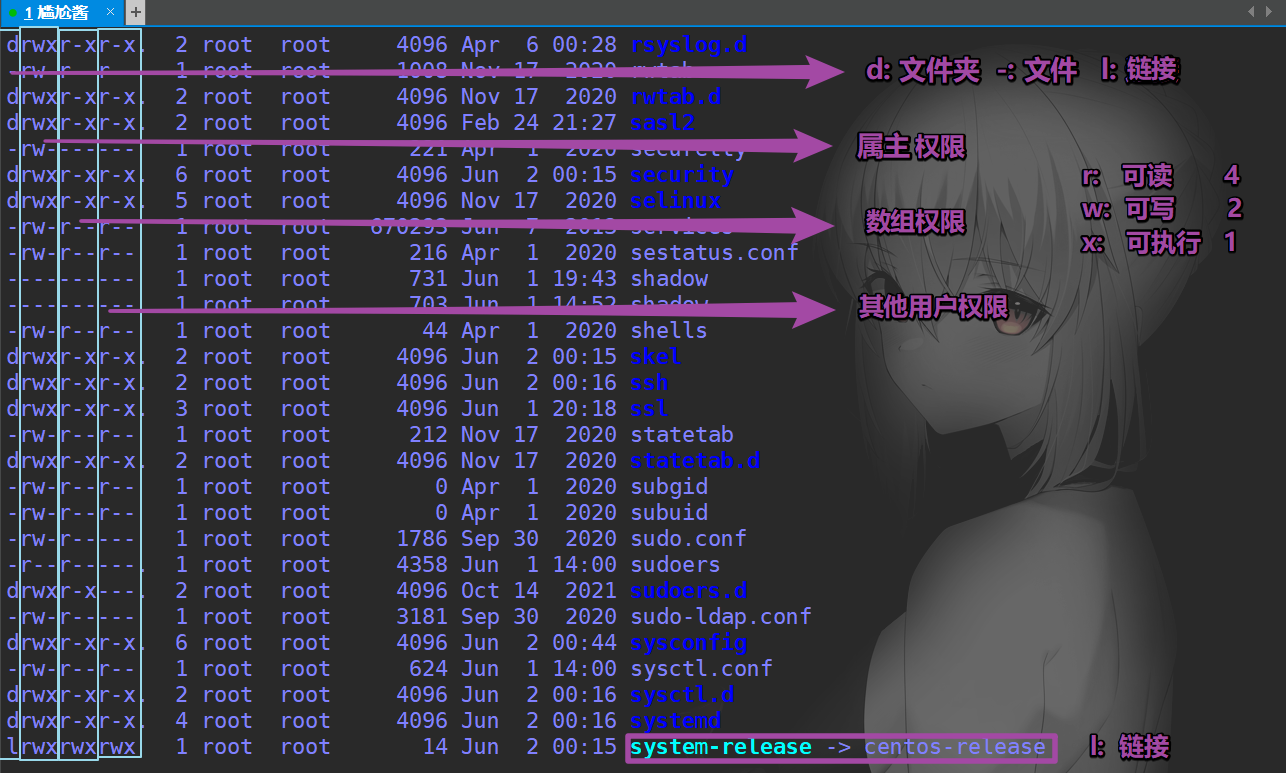 1 尴尬酱 × +
drwxr-xr-x. 2 root root 4096 Apr 6 00:28 rsyslog.d
-rw-r--r-- 1 root root 1008 Nov 17 2020 rwtab
d: 文件夹 -: 文件 l: 链接
drwxr-xr-x. 2 root root 4096 Nov 17 2020 rwtab.d
drwxr-xr-x. 2 root root 4096 Feb 24 21:27 sasl2
-rw------- 1 root root 221 Apr 1 2020 securetty
属主 权限
drwxr-xr-x. 6 root root 4096 Jun 2 00:15 security
r: 可读 4
drwxr-xr-x. 5 root root 4096 Nov 17 2020 selinux
w: 可写 2
-rw-r--r-- 1 root root 670293 Jun 7 2013 services
数组权限
-rw-r--r-- 1 root root 216 Apr 1 2020 sestatus.conf
x: 可执行 1
---------- 1 root root 731 Jun 1 19:43 shadow
---------- 1 root root 703 Jun 1 14:52 shadow-
其他用户权限
-rw-r--r-- 1 root root 44 Apr 1 2020 shells
drwxr-xr-x. 2 root root 4096 Jun 2 00:15 skel
drwxr-xr-x. 2 root root 4096 Jun 2 00:16 ssh
drwxr-xr-x. 3 root root 4096 Jun 1 20:18 ssl
-rw-r--r-- 1 root root 212 Nov 17 2020 statetab
drwxr-xr-x. 2 root root 4096 Nov 17 2020 statetab.d
-rw-r--r-- 1 root root 0 Apr 1 2020 subgid
-rw-r--r-- 1 root root 0 Apr 1 2020 subuid
-rw-r----- 1 root root 1786 Sep 30 2020 sudo.conf
-r--r----- 1 root root 4358 Jun 1 14:00 sudoers
drwxr-x---. 2 root root 4096 Oct 14 2021 sudoers.d
-rw-r----- 1 root root 3181 Sep 30 2020 sudo-ldap.conf
drwxr-xr-x. 6 root root 4096 Jun 2 00:44 sysconfig
-rw-r--r-- 1 root root 624 Jun 1 14:00 sysctl.conf
drwxr-xr-x. 2 root root 4096 Jun 2 00:16 sysctl.d
drwxr-xr-x. 4 root root 4096 Jun 2 00:16 systemd
lrwxrwxrwx 1 root root 14 Jun 2 00:15 system-release -> centos-release l: 链接